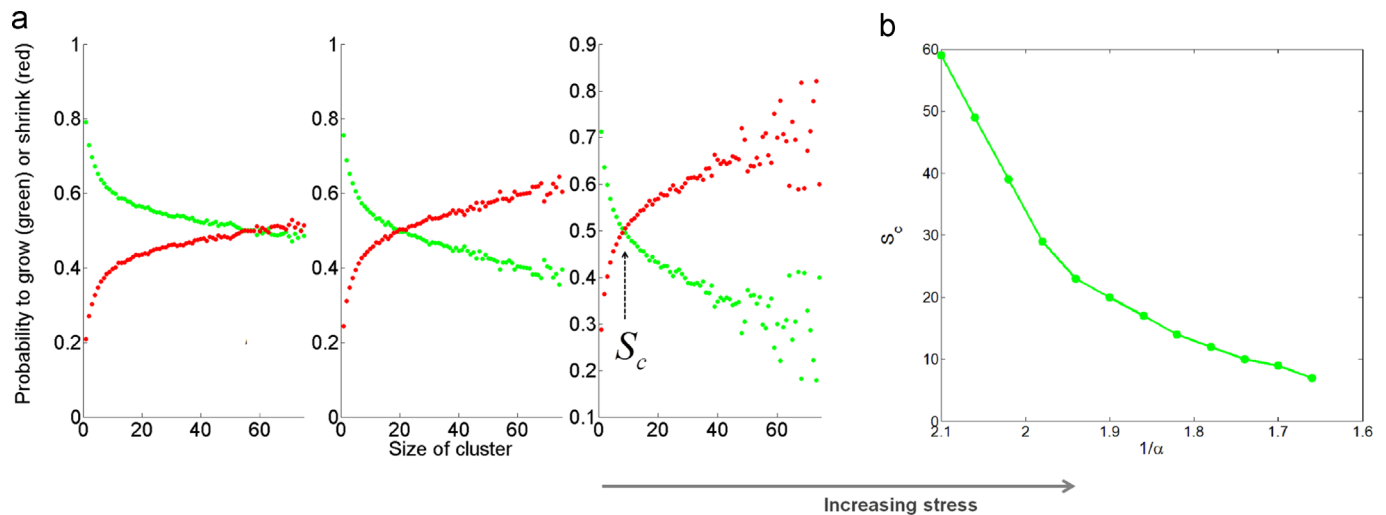 a
b
Probability to grow (green) or shrink (red)
1
0.8
0.6
0.4
0.2
0
0 20 40 60
1
0.8
0.6
0.4
0.2
0
0 20 40 60
Size of cluster
0.9
0.8
0.7
0.6
0.5
0.4
0.3
0.2
0.1
0 20 40 60
Sc
60
50
40
30
20
10
0
Sc
2.1 2 1.9 1.8 1.7 1.6
1/α
Increasing stress